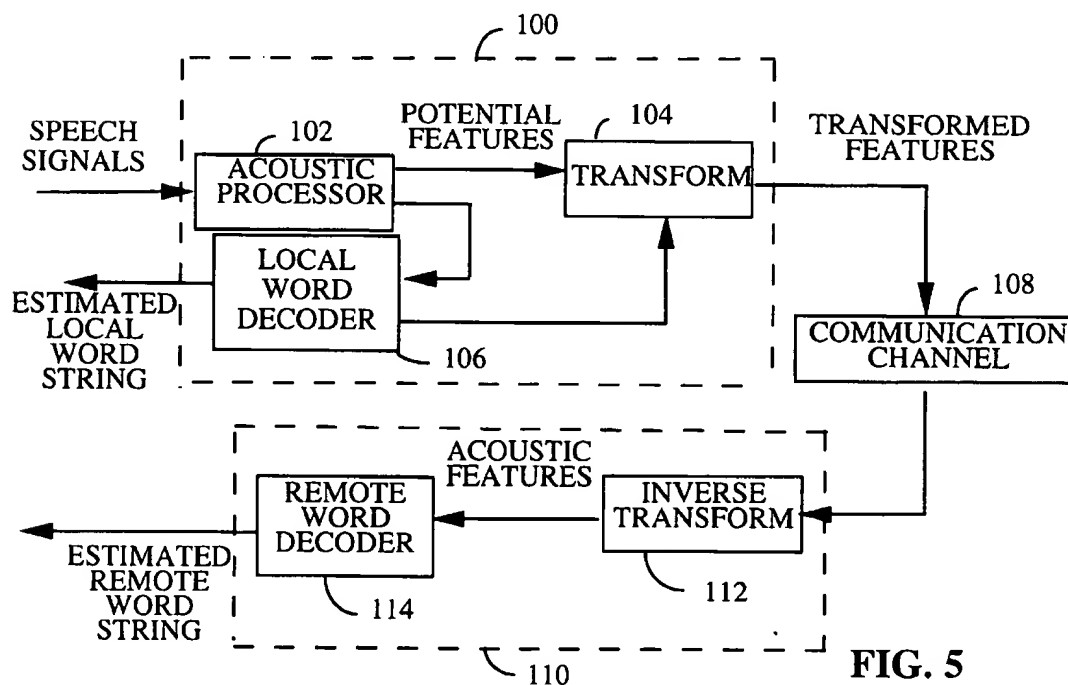 100
SPEECH
SIGNALS
102
ACOUSTIC
PROCESSOR
POTENTIAL
FEATURES
104
TRANSFORM
TRANSFORMED
FEATURES
LOCAL
WORD
DECODER
106
ESTIMATED
LOCAL
WORD
STRING
108
COMMUNICATION
CHANNEL
ACOUSTIC
FEATURES
REMOTE
WORD
DECODER
114
INVERSE
TRANSFORM
112
ESTIMATED
REMOTE
WORD
STRING
110
FIG. 5